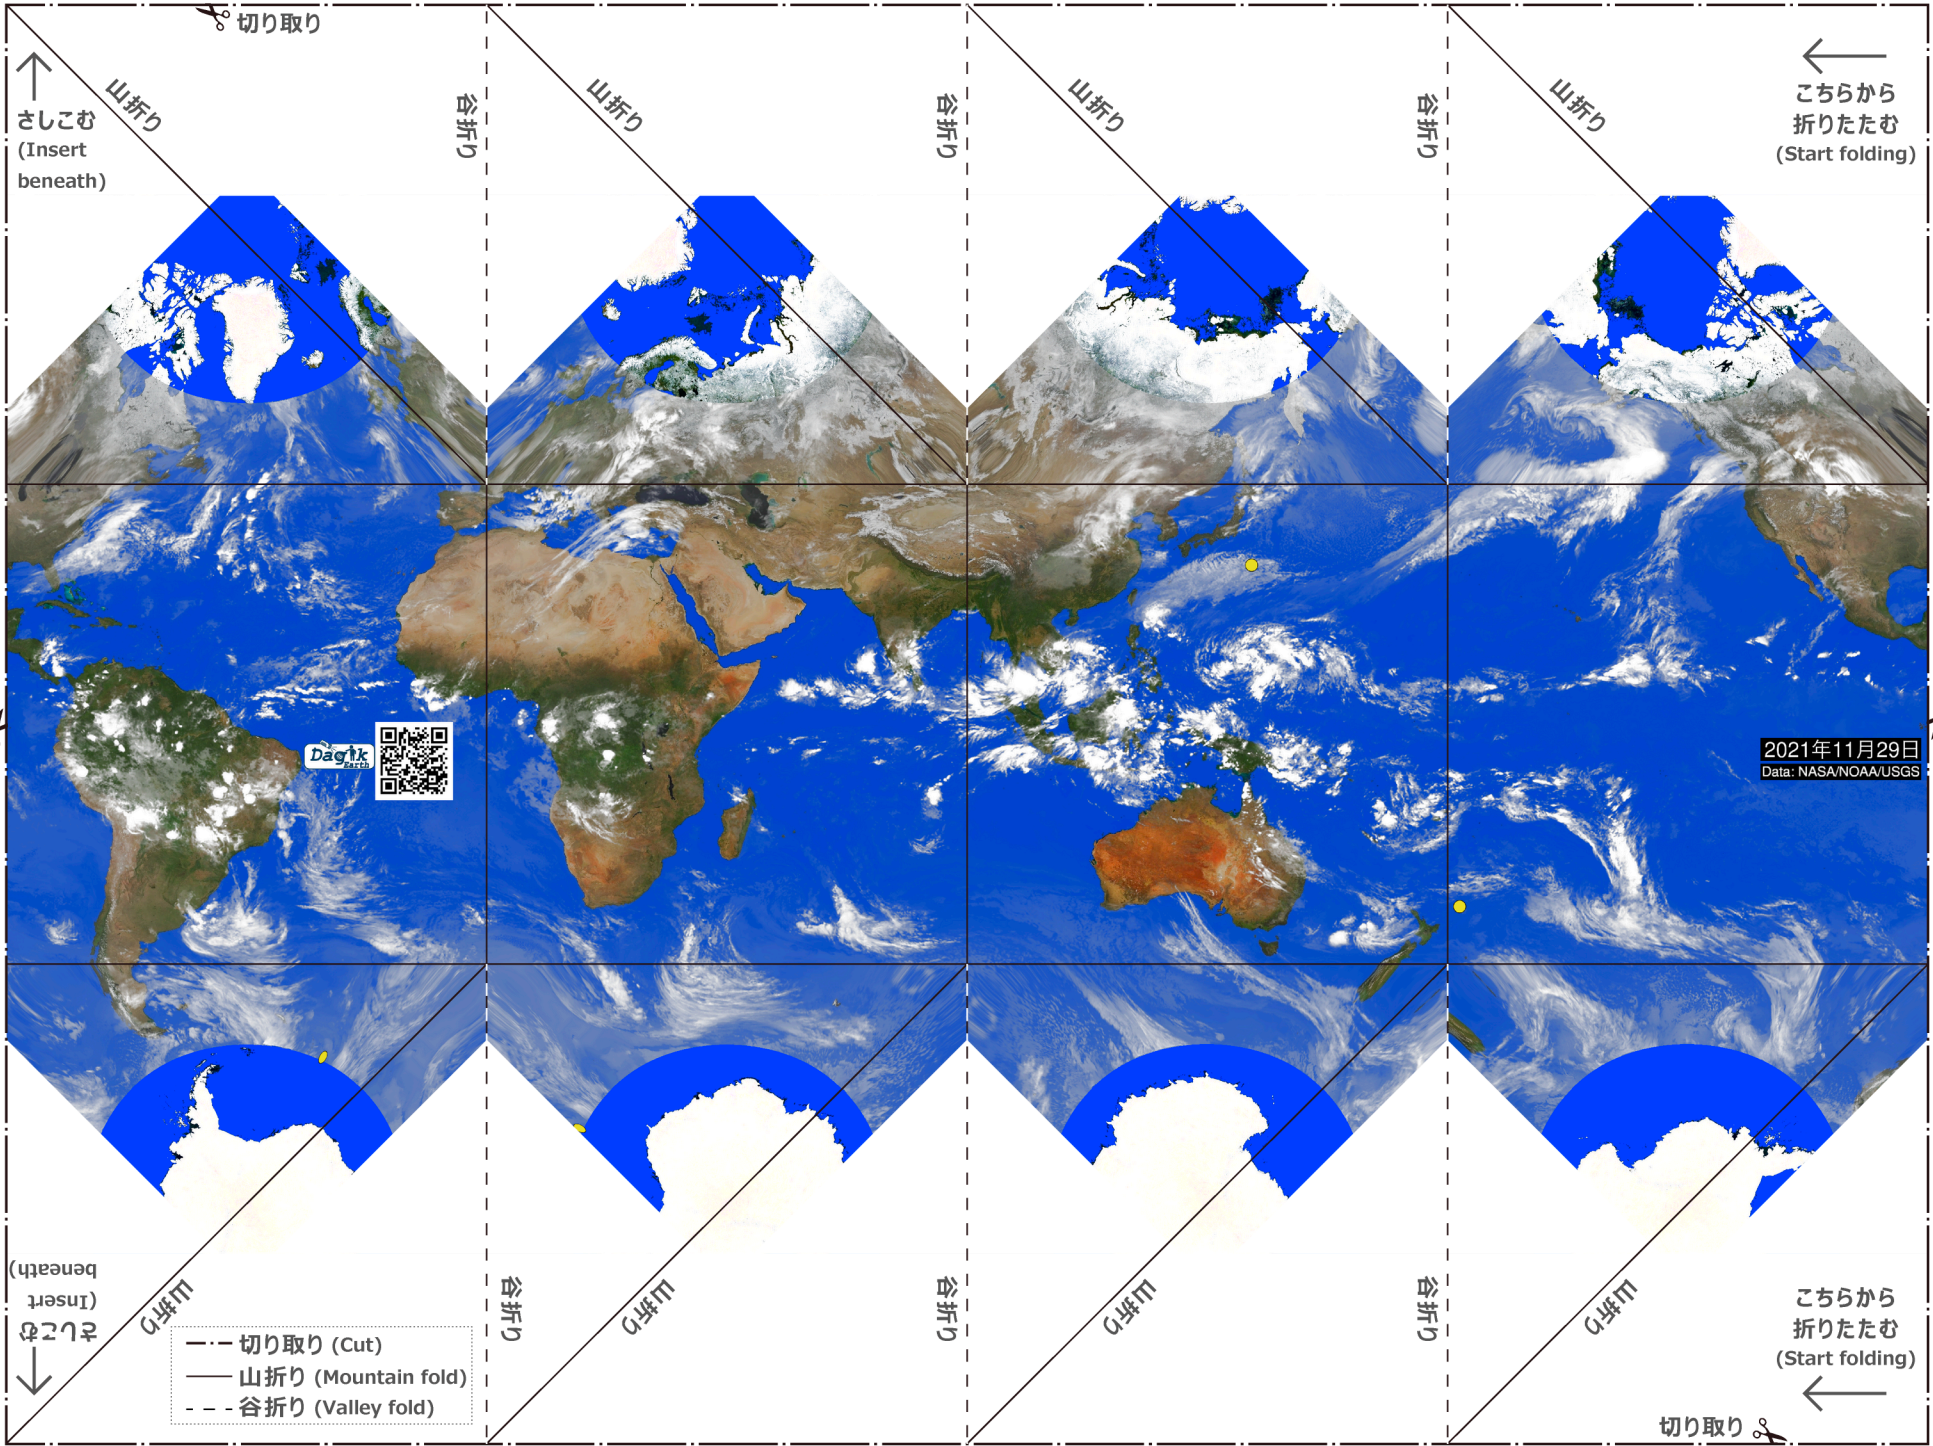 切り取り
山折り
谷折り
山折り
谷折り
山折り
谷折り
山折り
さしこむ
(Insert
beneath)
こちらから
折りたたむ
(Start folding)
Dagik
Earth
2021年11月29日
Data: NASA/NOAA/USGS
さしこむ
(Insert
beneath)
山折り
谷折り
山折り
谷折り
山折り
谷折り
山折り
切り取り (Cut)
山折り (Mountain fold)
谷折り (Valley fold)
こちらから
折りたたむ
(Start folding)
切り取り